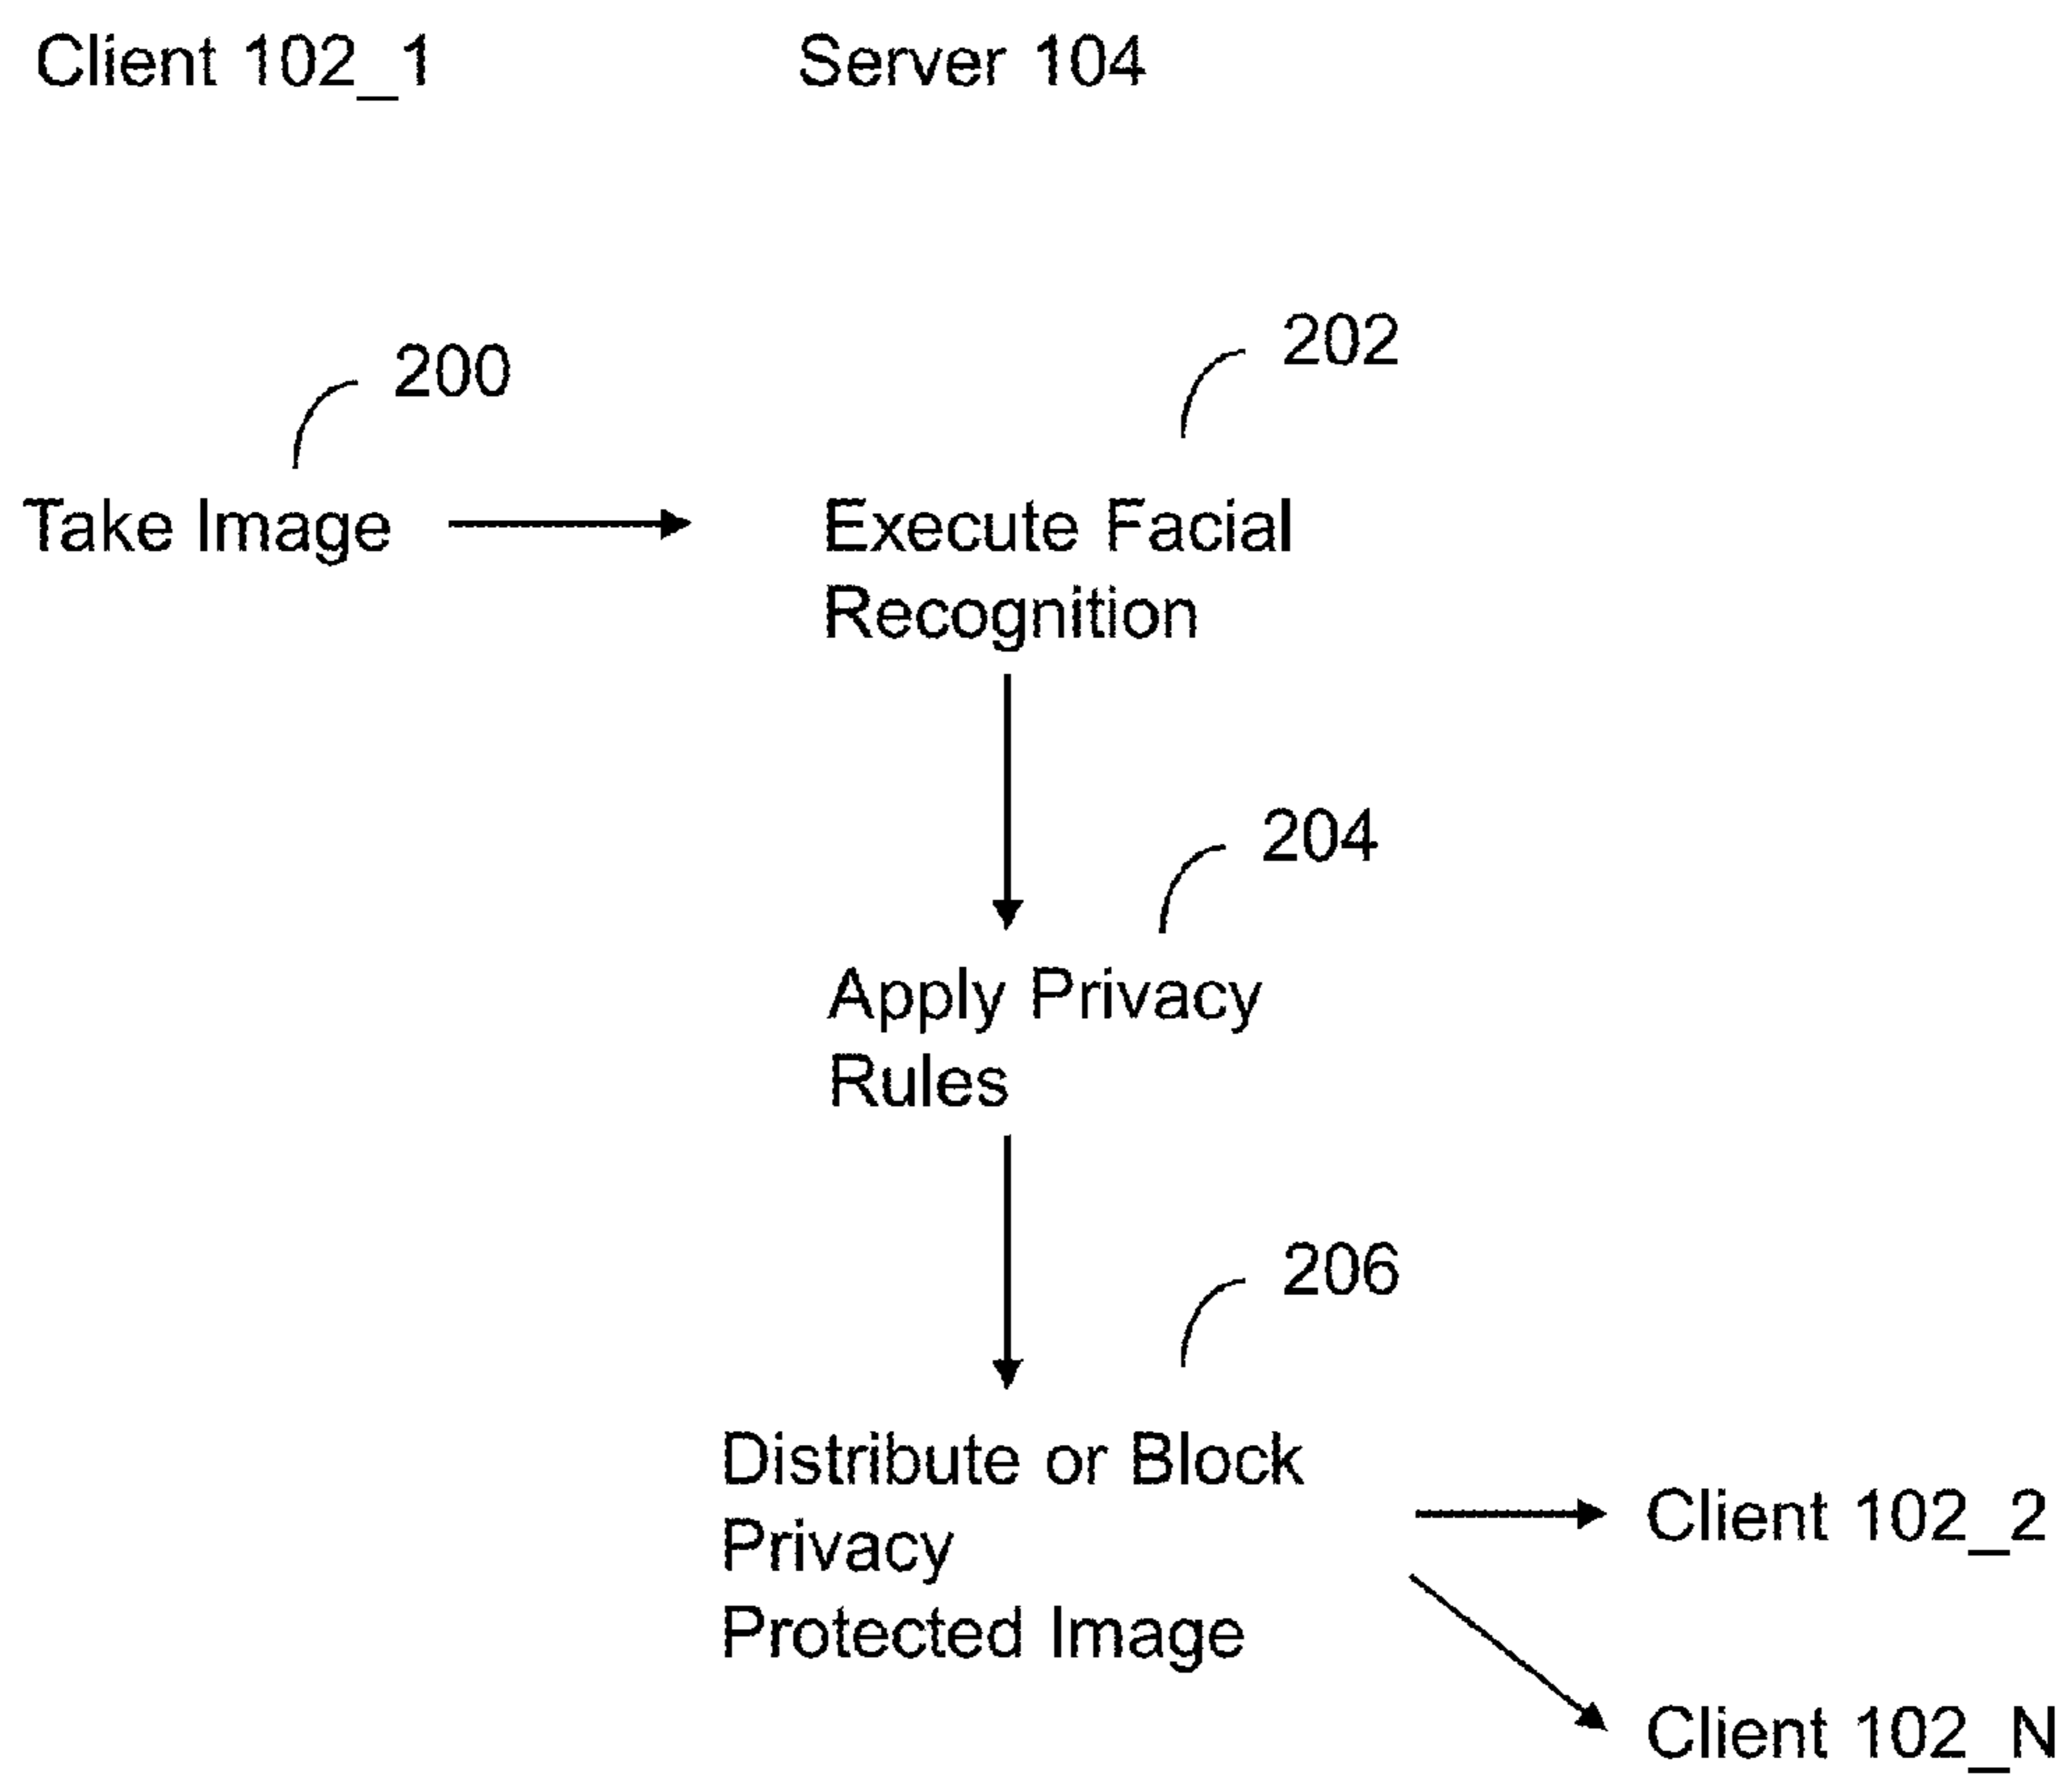 Client 102_1
Server 104
200
202
Take Image
Execute Facial
Recognition
204
Apply Privacy
Rules
206
Distribute or Block
Privacy
Protected Image
Client 102_2
Client 102_N